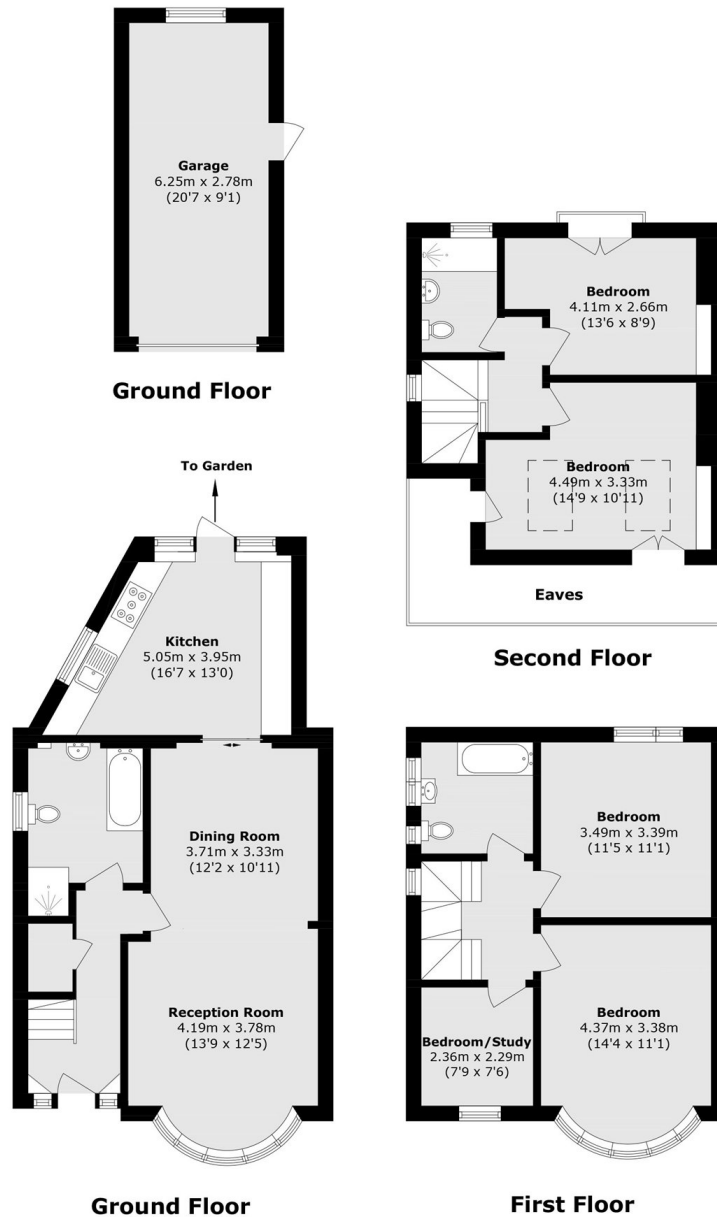 Garage
6.25m x 2.78m
(20'7 x 9'1)
Ground Floor
Bedroom
4.11m x 2.66m
(13'6 x 8'9)
Bedroom
4.49m x 3.33m
(14'9 x 10'11)
Eaves
Second Floor
To Garden
Kitchen
5.05m x 3.95m
(16'7 x 13'0)
Dining Room
3.71m x 3.33m
(12'2 x 10'11)
Reception Room
4.19m x 3.78m
(13'9 x 12'5)
Ground Floor
Bedroom
3.49m x 3.39m
(11'5 x 11'1)
Bedroom
4.37m x 3.38m
(14'4 x 11'1)
Bedroom/Study
2.36m x 2.29m
(7'9 x 7'6)
First Floor